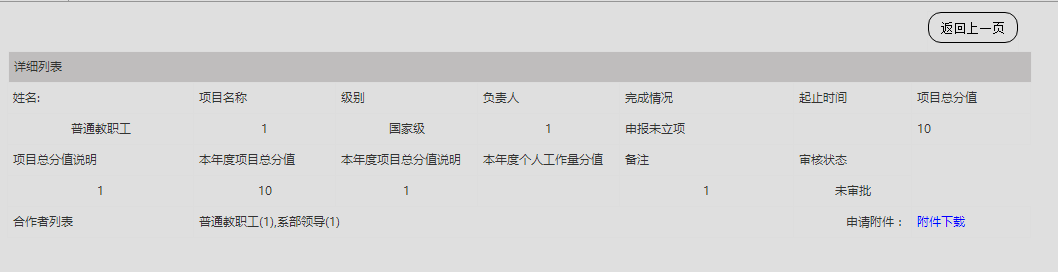 返回上一页
详细列表
姓名: 项目名称 级别 负责人 完成情况 起止时间 项目总分值
普通教职工 1 国家级 1 申报未立项 10
项目总分值说明 本年度项目总分值 本年度项目总分值说明 本年度个人工作量分值 备注 审核状态
1 10 1 1 未审批
合作者列表 普通教职工(1),系部领导(1) 申请附件： 附件下载